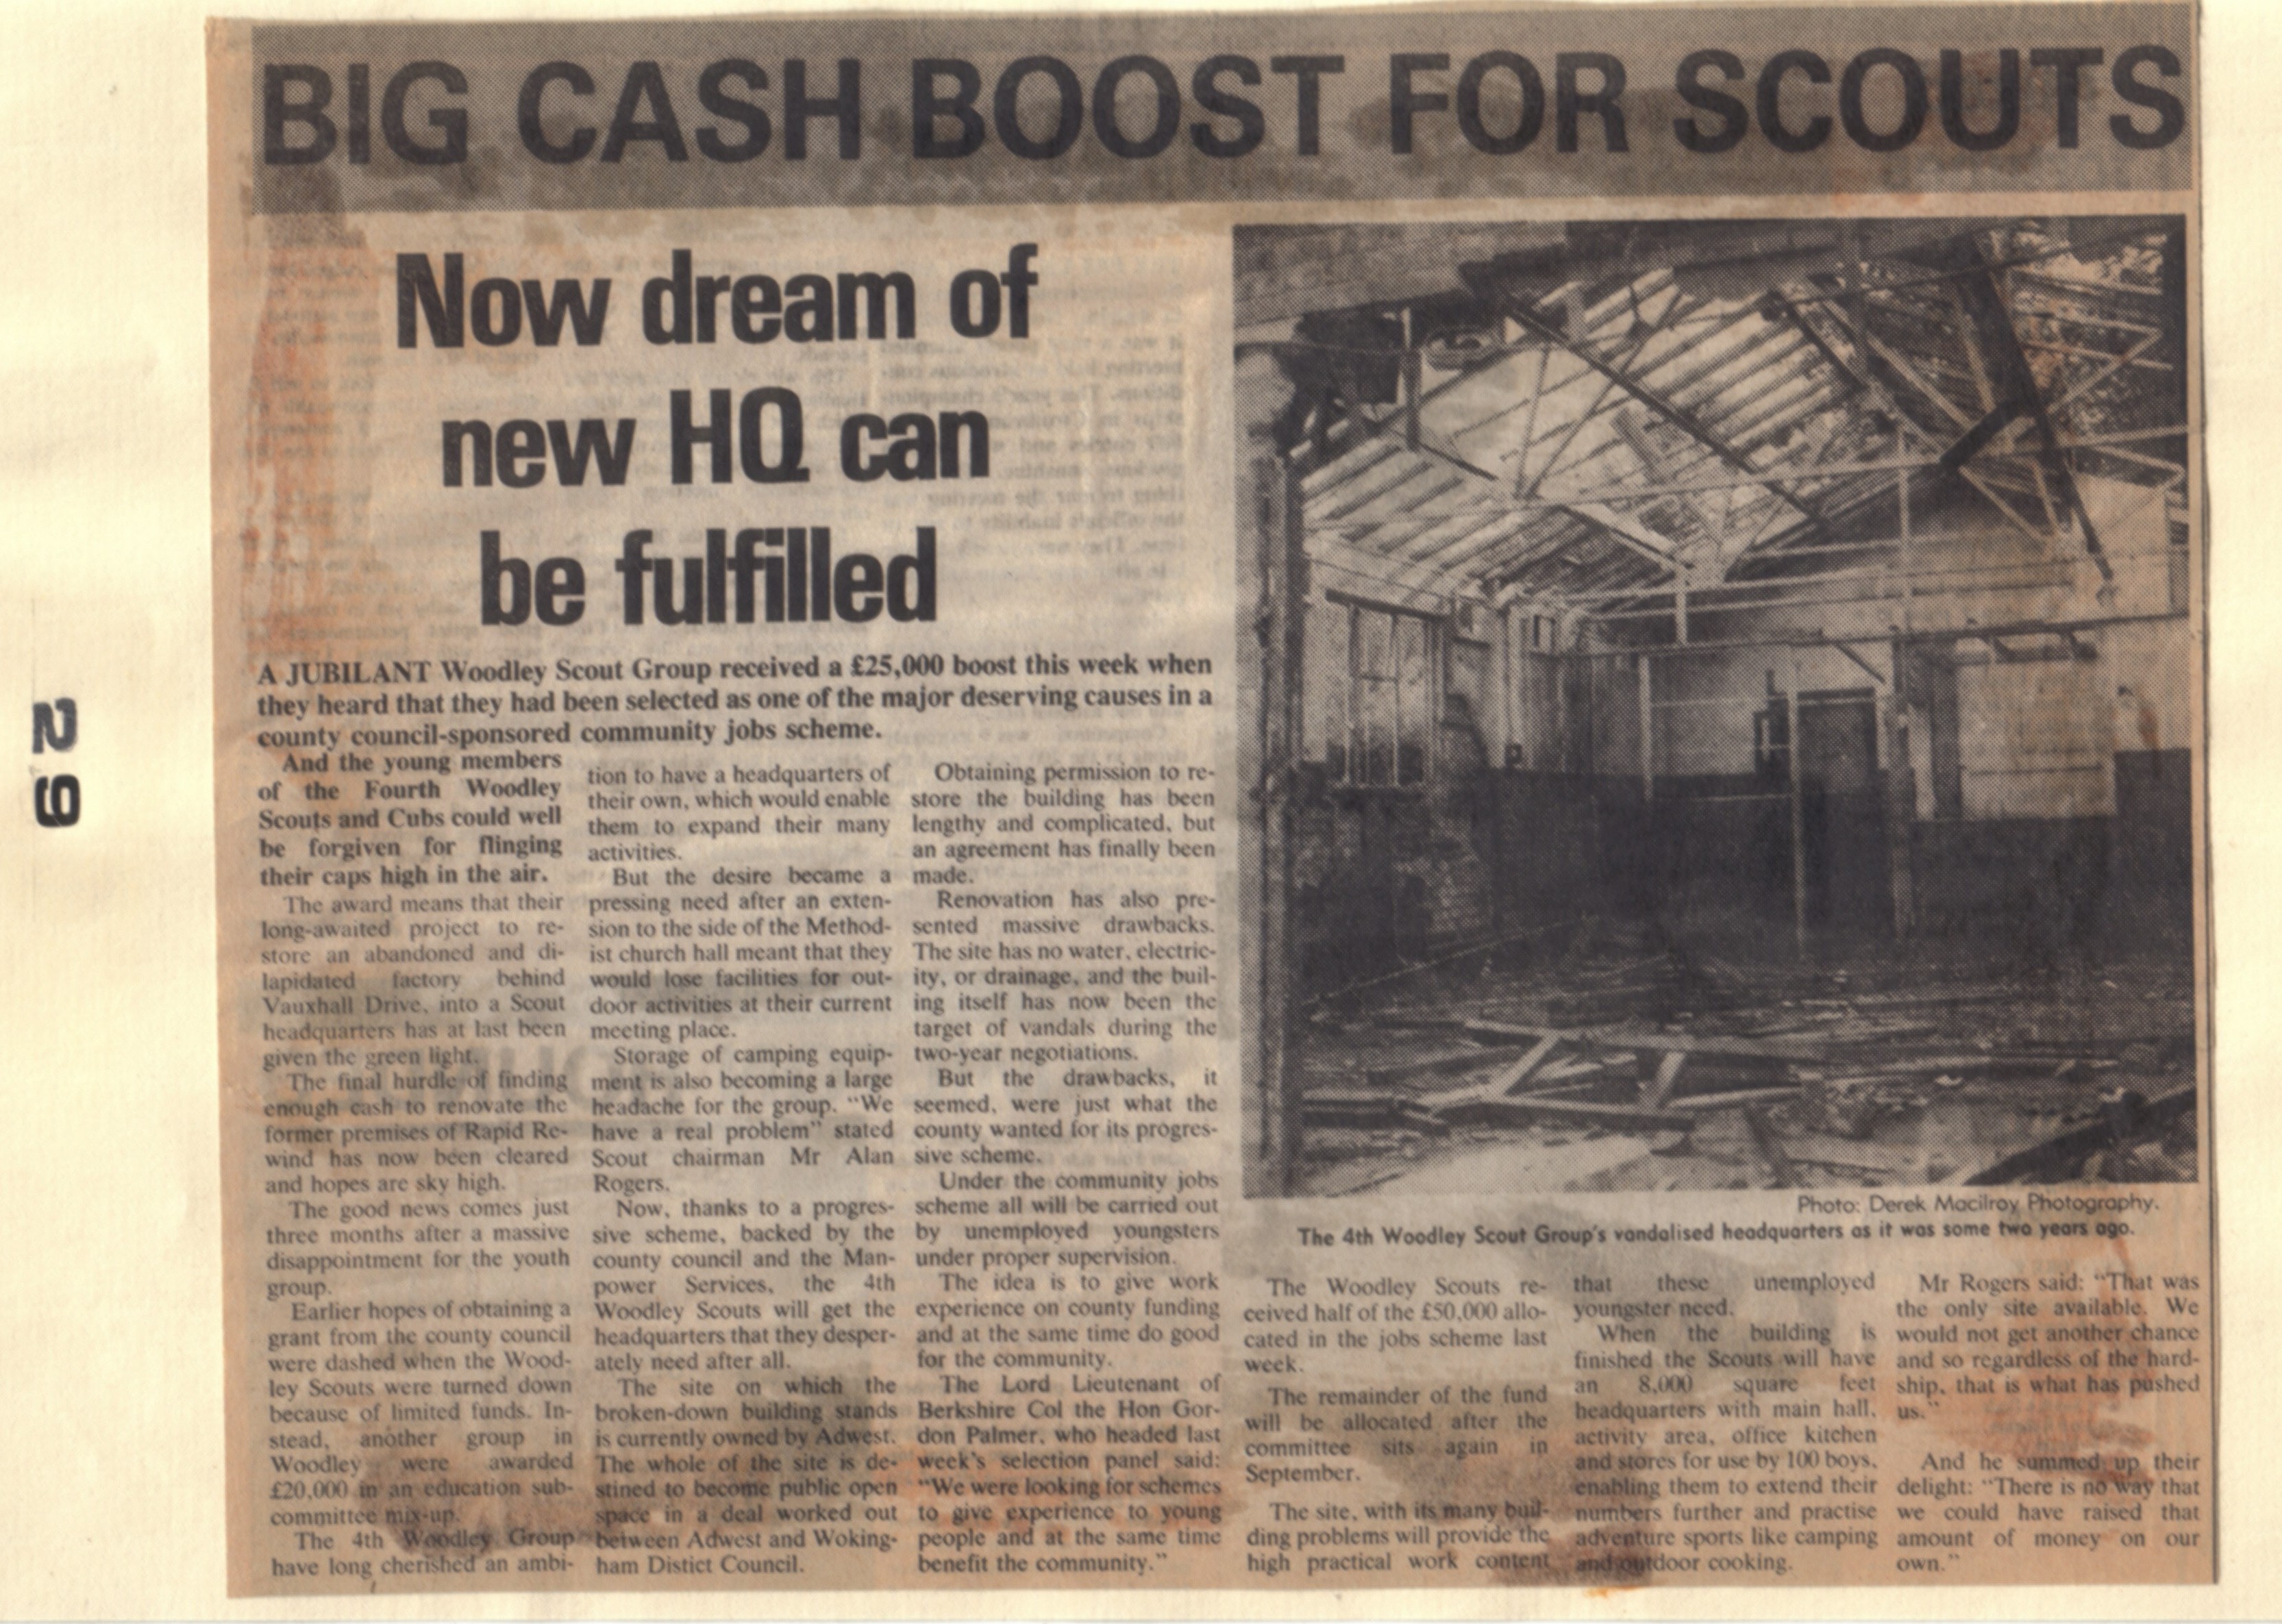 BIG CASH BOOST FOR SCOUTS
Now dream of
new HQ can
be fulfilled
A JUBILANT Woodley Scout Group received a £25,000 boost this week when
they heard that they had been selected as one of the major deserving causes in a
county council-sponsored community jobs scheme.
And the young members
of the Fourth Woodley
Scouts and Cubs could well
be forgiven for flinging
their caps high in the air.
The award means that their
long-awaited project to re-
store an abandoned and di-
lapidated factory behind
Vauxhall Drive, into a Scout
headquarters has at last been
given the green light.
The final hurdle of finding
enough cash to renovate the
former premises of Rapid Re-
wind has now been cleared
and hopes are sky high.
The good news comes just
three months after a massive
disappointment for the youth
group.
Earlier hopes of obtaining a
grant from the county council
were dashed when the Wood-
ley Scouts were turned down
because of limited funds. In-
stead, another group in
Woodley were awarded
£20,000 in an education sub-
committee mix-up.
The 4th Woodley Group
have long cherished an ambi-
tion to have a headquarters of
their own, which would enable
them to expand their many
activities.
But the desire became a
pressing need after an exten-
sion to the side of the Method-
ist church hall meant that they
would lose facilities for out-
door activities at their current
meeting place.
Storage of camping equip-
ment is also becoming a large
headache for the group. "We
have a real problem" stated
Scout chairman Mr Alan
Rogers.
Now, thanks to a progres-
sive scheme, backed by the
county council and the Man-
power Services, the 4th
Woodley Scouts will get the
headquarters that they desper-
ately need after all.
The site on which the
broken-down building stands
is currently owned by Adwest.
The whole of the site is de-
stined to become public open
space in a deal worked out
between Adwest and Woking-
ham Distict Council.
Obtaining permission to re-
store the building has been
lengthy and complicated, but
an agreement has finally been
made.
Renovation has also pre-
sented massive drawbacks.
The site has no water, electric-
ity, or drainage, and the buil-
ing itself has now been the
target of vandals during the
two-year negotiations.
But the drawbacks, it
seemed, were just what the
county wanted for its progres-
sive scheme.
Under the community jobs
scheme all will be carried out
by unemployed youngsters
under proper supervision.
The idea is to give work
experience on county funding
and at the same time do good
for the community.
The Lord Lieutenant of
Berkshire Col the Hon Gor-
don Palmer, who headed last
week's selection panel said:
"We were looking for schemes
to give experience to young
people and at the same time
benefit the community."
Photo: Derek Macilroy Photography.
The 4th Woodley Scout Group's vandalised headquarters as it was some two years ago.
The Woodley Scouts re-
ceived half of the £50,000 allo-
cated in the jobs scheme last
week.
The remainder of the fund
will be allocated after the
committee sits again in
September.
The site, with its many buil-
ding problems will provide the
high practical work content
that these unemployed
youngster need.
When the building is
finished the Scouts will have
an 8,000 square feet
headquarters with main hall,
activity area, office kitchen
and stores for use by 100 boys,
enabling them to extend their
numbers further and practise
adventure sports like camping
and outdoor cooking.
Mr Rogers said: "That was
the only site available. We
would not get another chance
and so regardless of the hard-
ship, that is what has pushed
us."
And he summed up their
delight: "There is no way that
we could have raised that
amount of money on our
own."
29